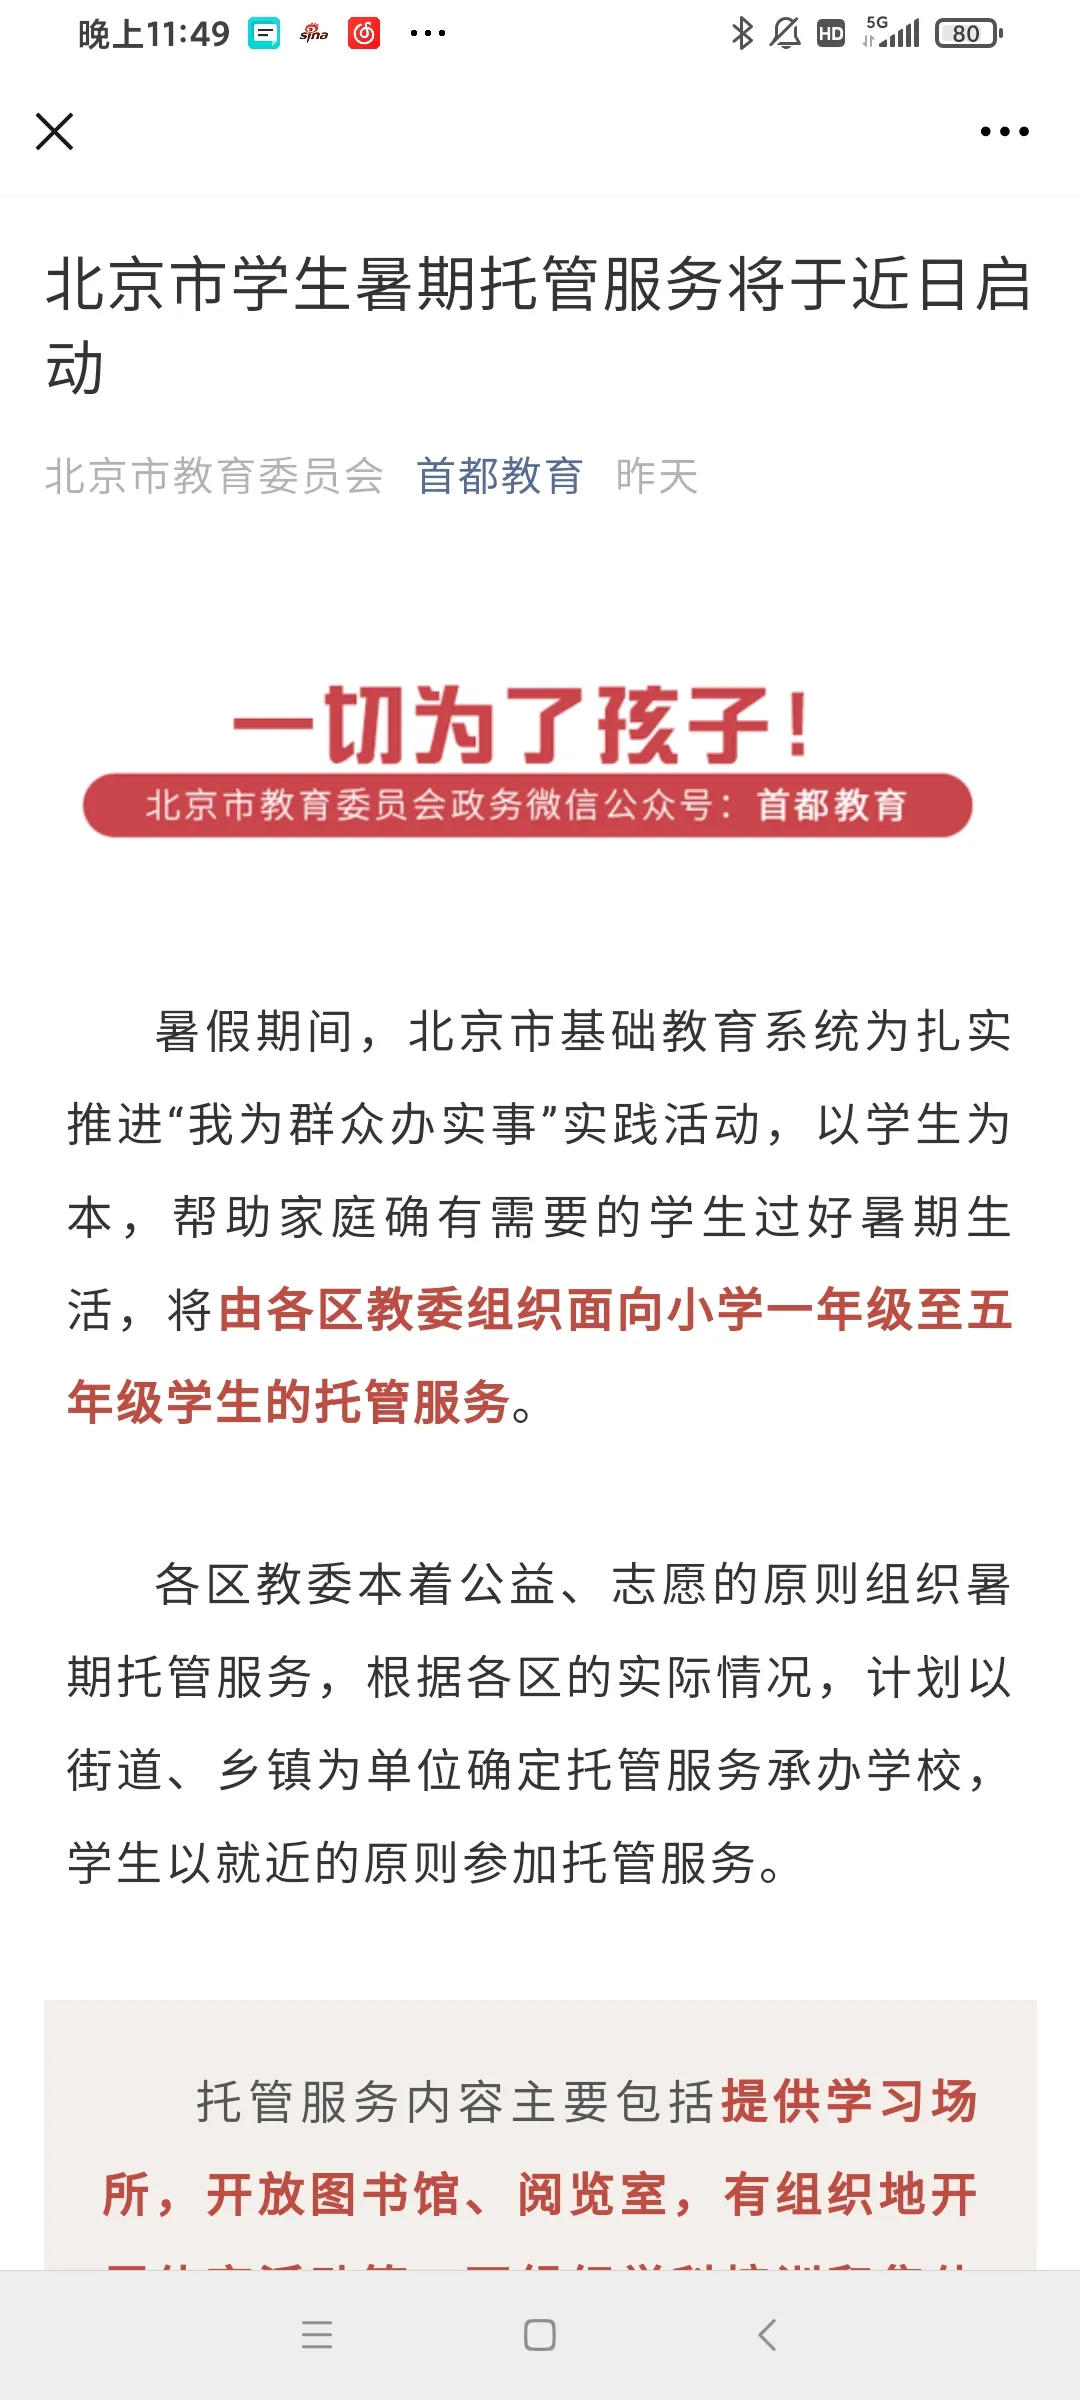 晚上11:49
sina
HD
5G
80
北京市学生暑期托管服务将于近日启
动
北京市教育委员会 首都教育 昨天
一切为了孩子!
北京市教育委员会政务微信公众号：首都教育
暑假期间，北京市基础教育系统为扎实
推进“我为群众办实事”实践活动，以学生为
本，帮助家庭确有需要的学生过好暑期生
活，将由各区教委组织面向小学一年级至五
年级学生的托管服务。
各区教委本着公益、志愿的原则组织暑
期托管服务，根据各区的实际情况，计划以
街道、乡镇为单位确定托管服务承办学校，
学生以就近的原则参加托管服务。
托管服务内容主要包括提供学习场
所，开放图书馆、阅览室，有组织地开